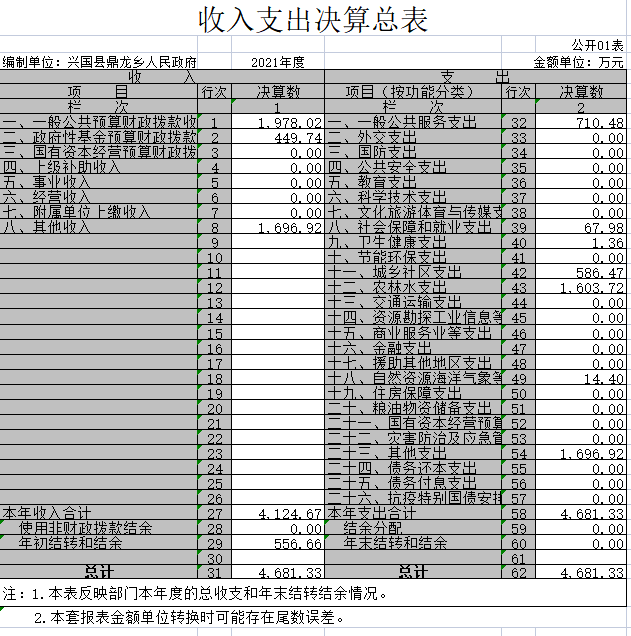 收入支出决算总表
公开01表
编制单位：兴国县鼎龙乡人民政府 2021年度 金额单位：万元
收 入 支 出
项 目 行次 决算数 项目（按功能分类） 行次 决算数
栏 次 1 栏 次 2
一、一般公共预算财政拨款收 1 1,978.02 一、一般公共服务支出 32 710.48
二、政府性基金预算财政拨款 2 449.74 二、外交支出 33 0.00
三、国有资本经营预算财政拨 3 0.00 三、国防支出 34 0.00
四、上级补助收入 4 0.00 四、公共安全支出 35 0.00
五、事业收入 5 0.00 五、教育支出 36 0.00
六、经营收入 6 0.00 六、科学技术支出 37 0.00
七、附属单位上缴收入 7 0.00 七、文化旅游体育与传媒支 38 0.00
八、其他收入 8 1,696.92 八、社会保障和就业支出 39 67.98
9 九、卫生健康支出 40 1.36
10 十、节能环保支出 41 0.00
11 十一、城乡社区支出 42 586.47
12 十二、农林水支出 43 1,603.72
13 十三、交通运输支出 44 0.00
14 十四、资源勘探工业信息等 45 0.00
15 十五、商业服务业等支出 46 0.00
16 十六、金融支出 47 0.00
17 十七、援助其他地区支出 48 0.00
18 十八、自然资源海洋气象等 49 14.40
19 十九、住房保障支出 50 0.00
20 二十、粮油物资储备支出 51 0.00
21 二十一、国有资本经营预算 52 0.00
22 二十二、灾害防治及应急管 53 0.00
23 二十三、其他支出 54 1,696.92
24 二十四、债务还本支出 55 0.00
25 二十五、债务付息支出 56 0.00
26 二十六、抗疫特别国债安排 57 0.00
本年收入合计 27 4,124.67 本年支出合计 58 4,681.33
使用非财政拨款结余 28 0.00 结余分配 59 0.00
年初结转和结余 29 556.66 年末结转和结余 60 0.00
30 61
总计 31 4,681.33 总计 62 4,681.33
注：1.本表反映部门本年度的总收支和年末结转结余情况。
2.本套报表金额单位转换时可能存在尾数误差。